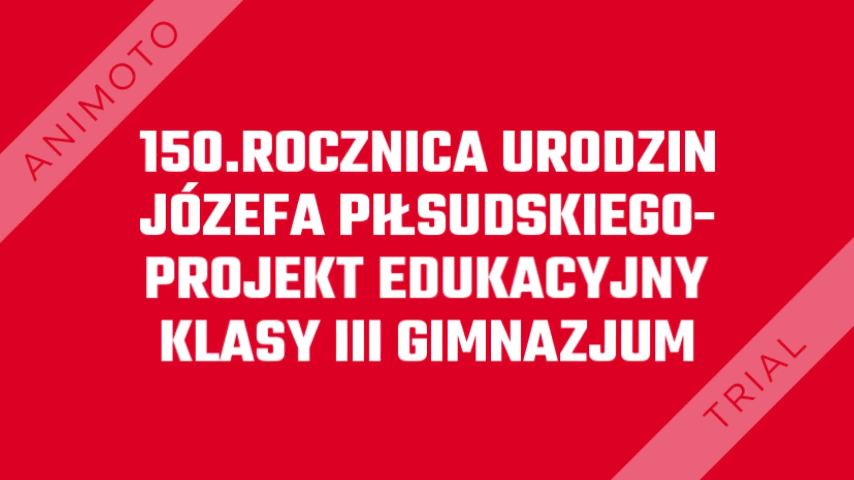 ANIMOTO
150.ROCZNICA URODZIN
JÓZEFA PIŁSUDSKIEGO-
PROJEKT EDUKACYJNY
KLASY III GIMNAZJUM
TRIAL